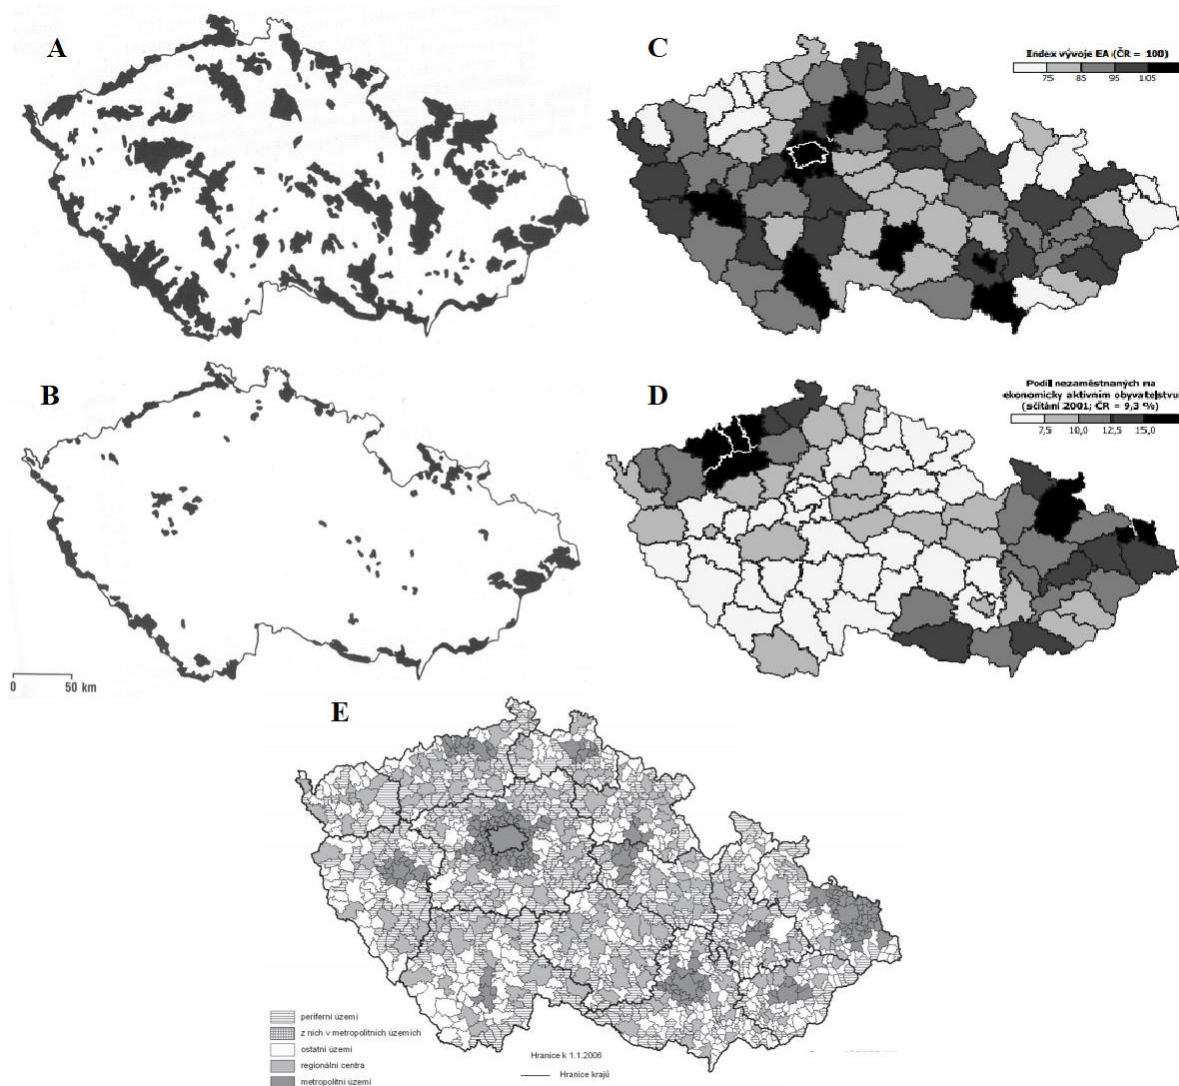 A
C
Index vývoje EA (ČR = 100)
75 85 95 105
B
0 50 km
D
Podíl nezaměstnaných na
ekonomicky aktivním obyvatelstvu
(sčítání 2001; ČR = 9,3 %)
7,5 10,0 12,5 15,0
E
periferní území
z nich v metropolitních územích
ostatní území
regionální centra
metropolitní území
Hranice k 1.1.2006
Hranice krajů